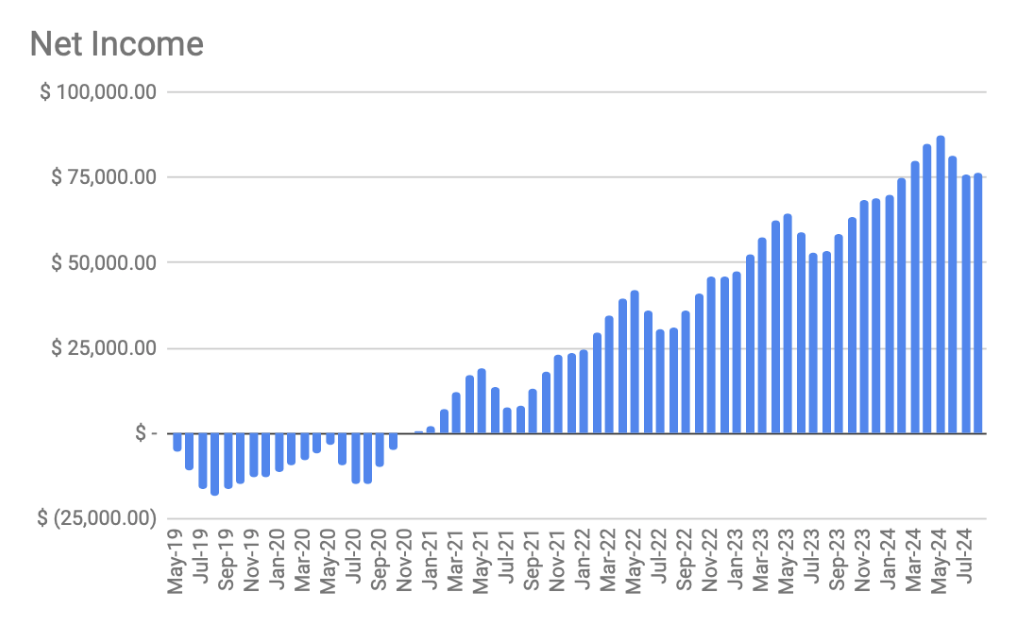 Net Income
$ 100,000.00
$ 75,000.00
$ 50,000.00
$ 25,000.00
$ -
$ (25,000.00)
May-19
Jul-19
Sep-19
Nov-19
Jan-20
Mar-20
May-20
Jul-20
Sep-20
Nov-20
Jan-21
Mar-21
May-21
Jul-21
Sep-21
Nov-21
Jan-22
Mar-22
May-22
Jul-22
Sep-22
Nov-22
Jan-23
Mar-23
May-23
Jul-23
Sep-23
Nov-23
Jan-24
Mar-24
May-24
Jul-24